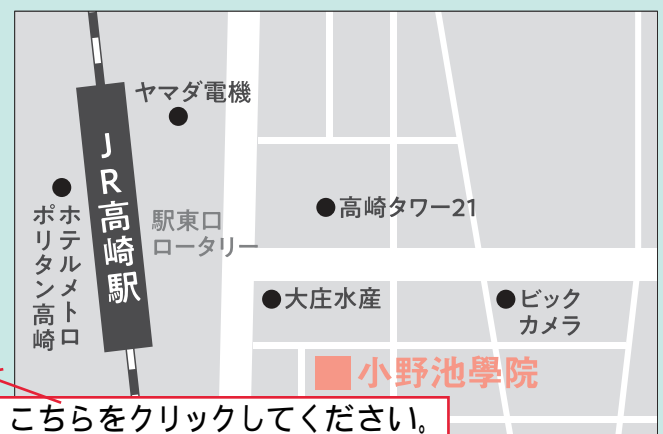 ヤマダ電機
JR高崎駅
ホテルメトロ
ポリタン高崎
駅東口
ロータリー
高崎タワー21
大庄水産
ビック
カメラ
小野池學院
こちらをクリックしてください。